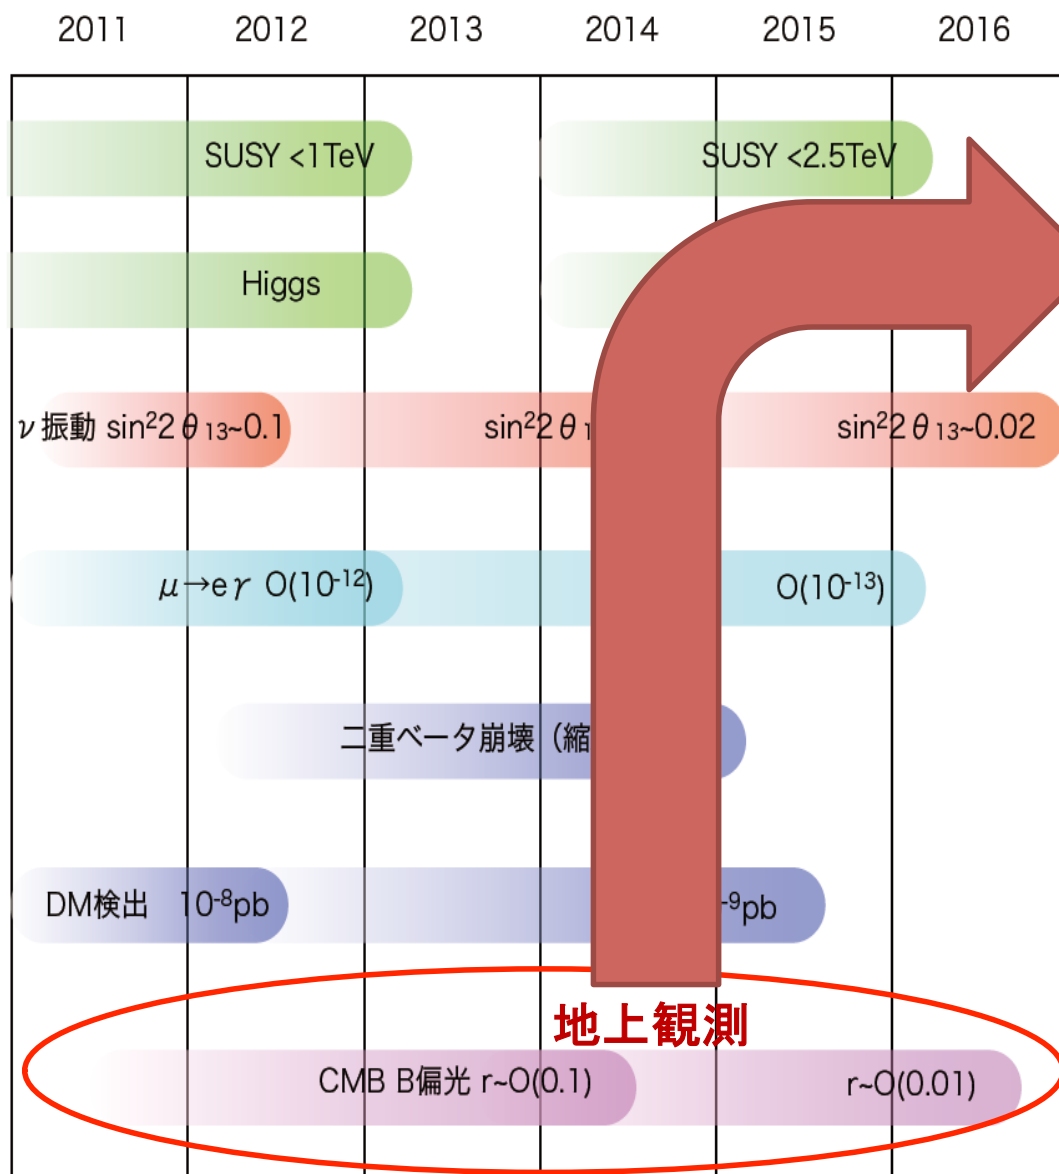 2011 2012 2013 2014 2015 2016
SUSY <1TeV SUSY <2.5TeV
Higgs
ν振動 sin²2θ₁₃~0.1 sin²2θ₁ sin²2θ₁₃~0.02
μ→eγ O(10⁻¹²) O(10⁻¹³)
二重ベータ崩壊（縮
DM検出 10⁻⁸pb ⁻⁹pb
地上観測
CMB B偏光 r~O(0.1) r~O(0.01)